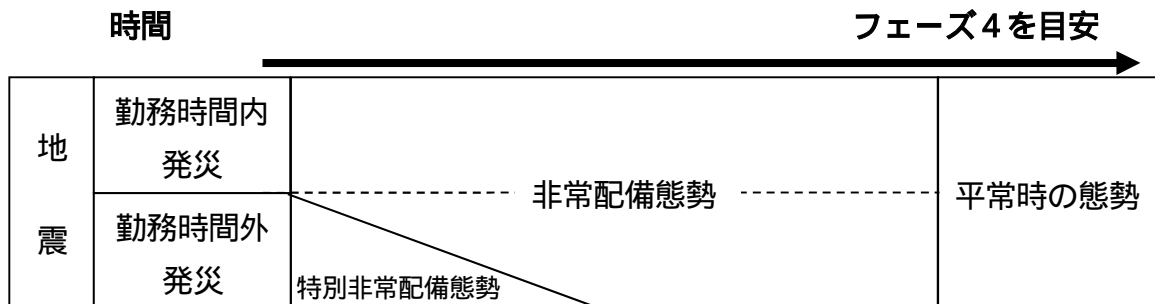 時間
フェーズ4を目安
地震
勤務時間内
発災
勤務時間外
発災
非常配備態勢
特別非常配備態勢
平常時の態勢